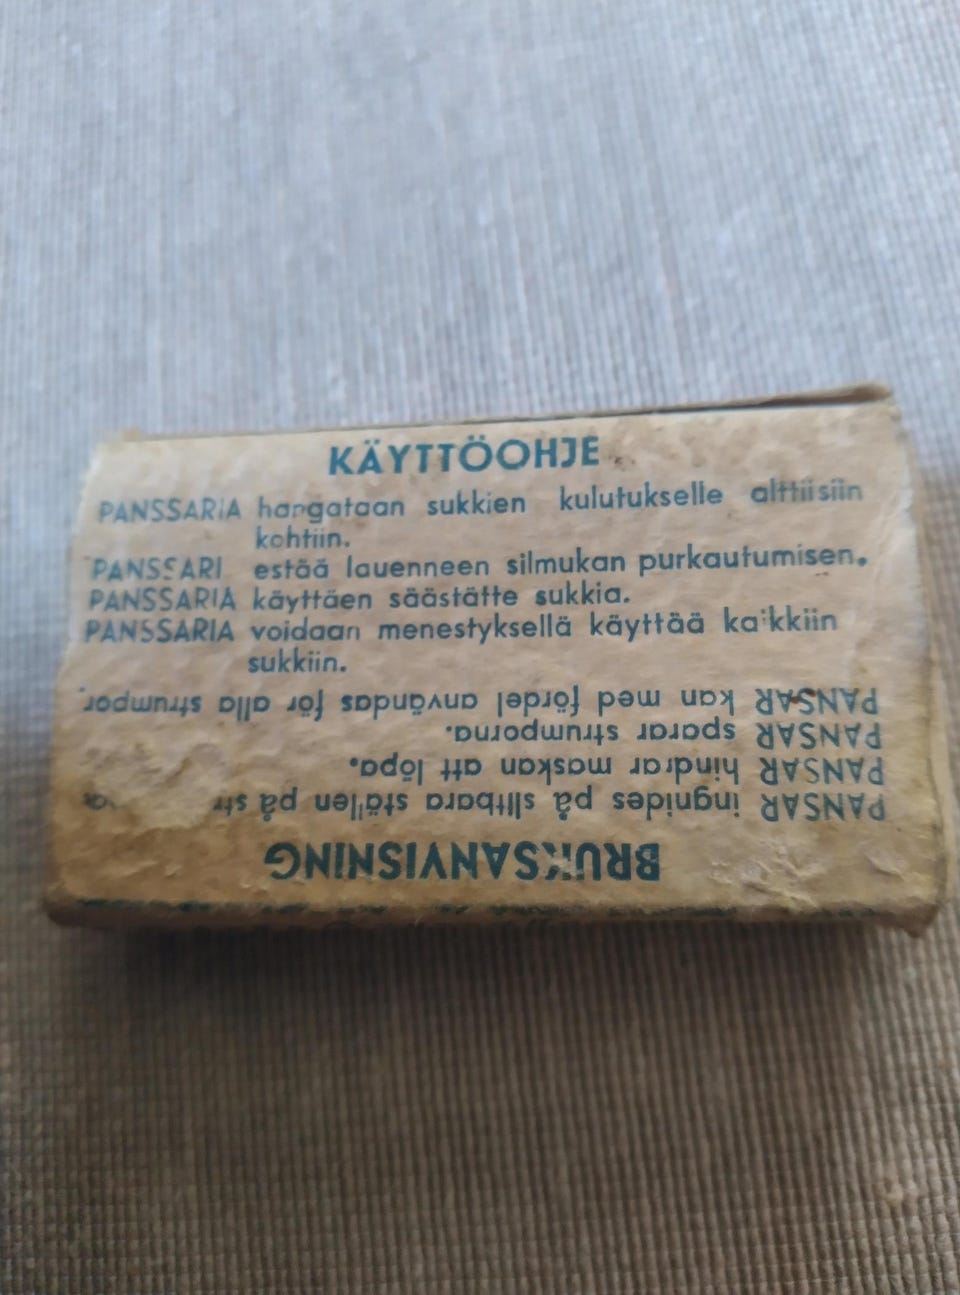 KÄYTTÖOHJE
PANSSARIA hangataan sukkien kulutukselle alttiisiin
kohtiin.
PANSSARI estää lauenneen silmukan purkautumisen.
PANSSARIA käyttäen säästätte sukkia.
PANSSARIA voidaan menestyksellä käyttää kaikkiin
sukkiin.
BRUKSANVISNING
PANSAR ingnides på slitbara ställen på
PANSAR hindrar maskan att löpa.
PANSAR sparar strumporna.
PANSAR kan med fördel användas för alla strumpor.